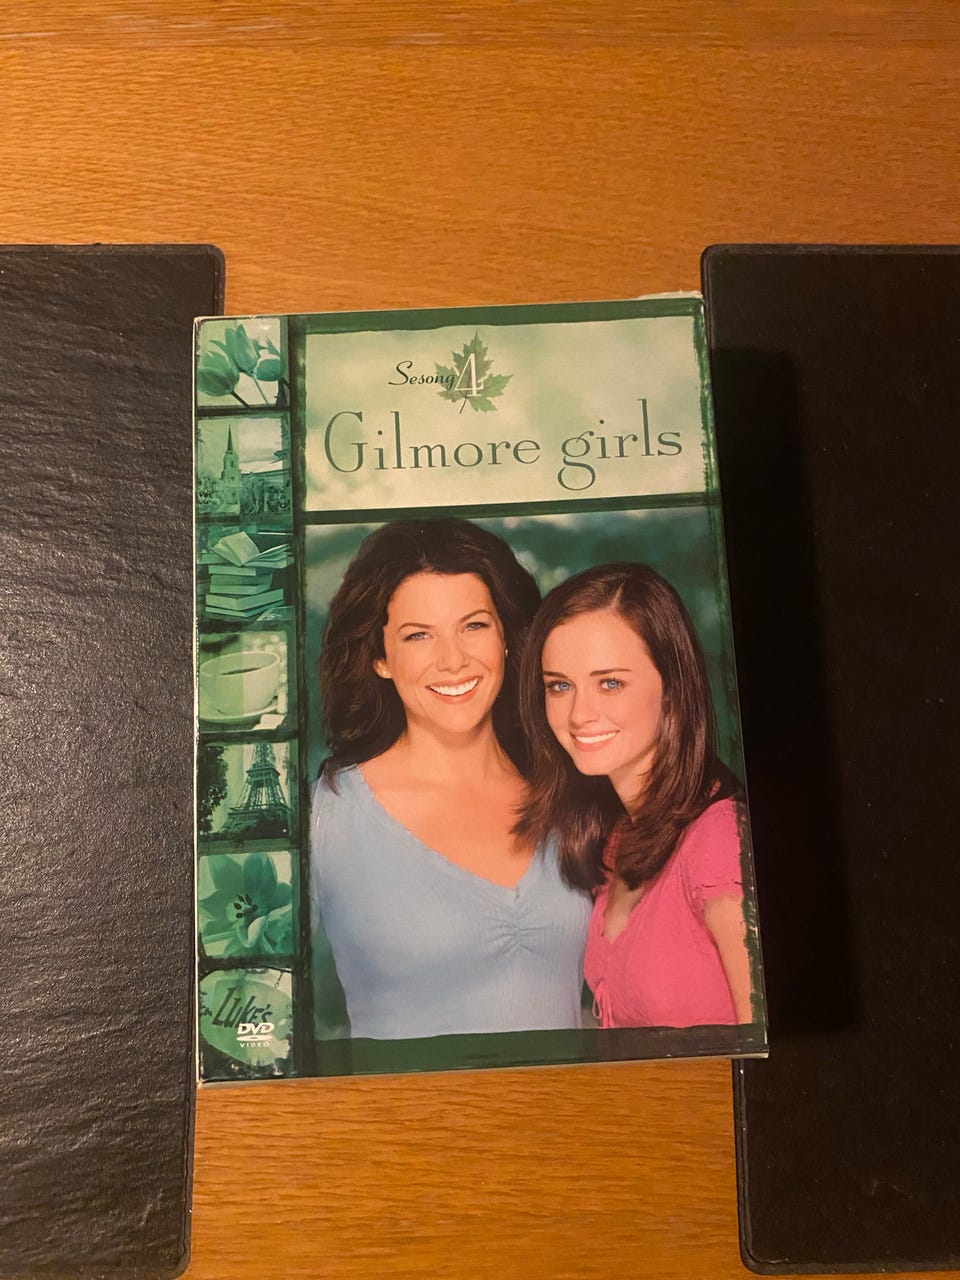 Sesong 4
Gilmore girls
LUKE'S
DVD
VIDEO